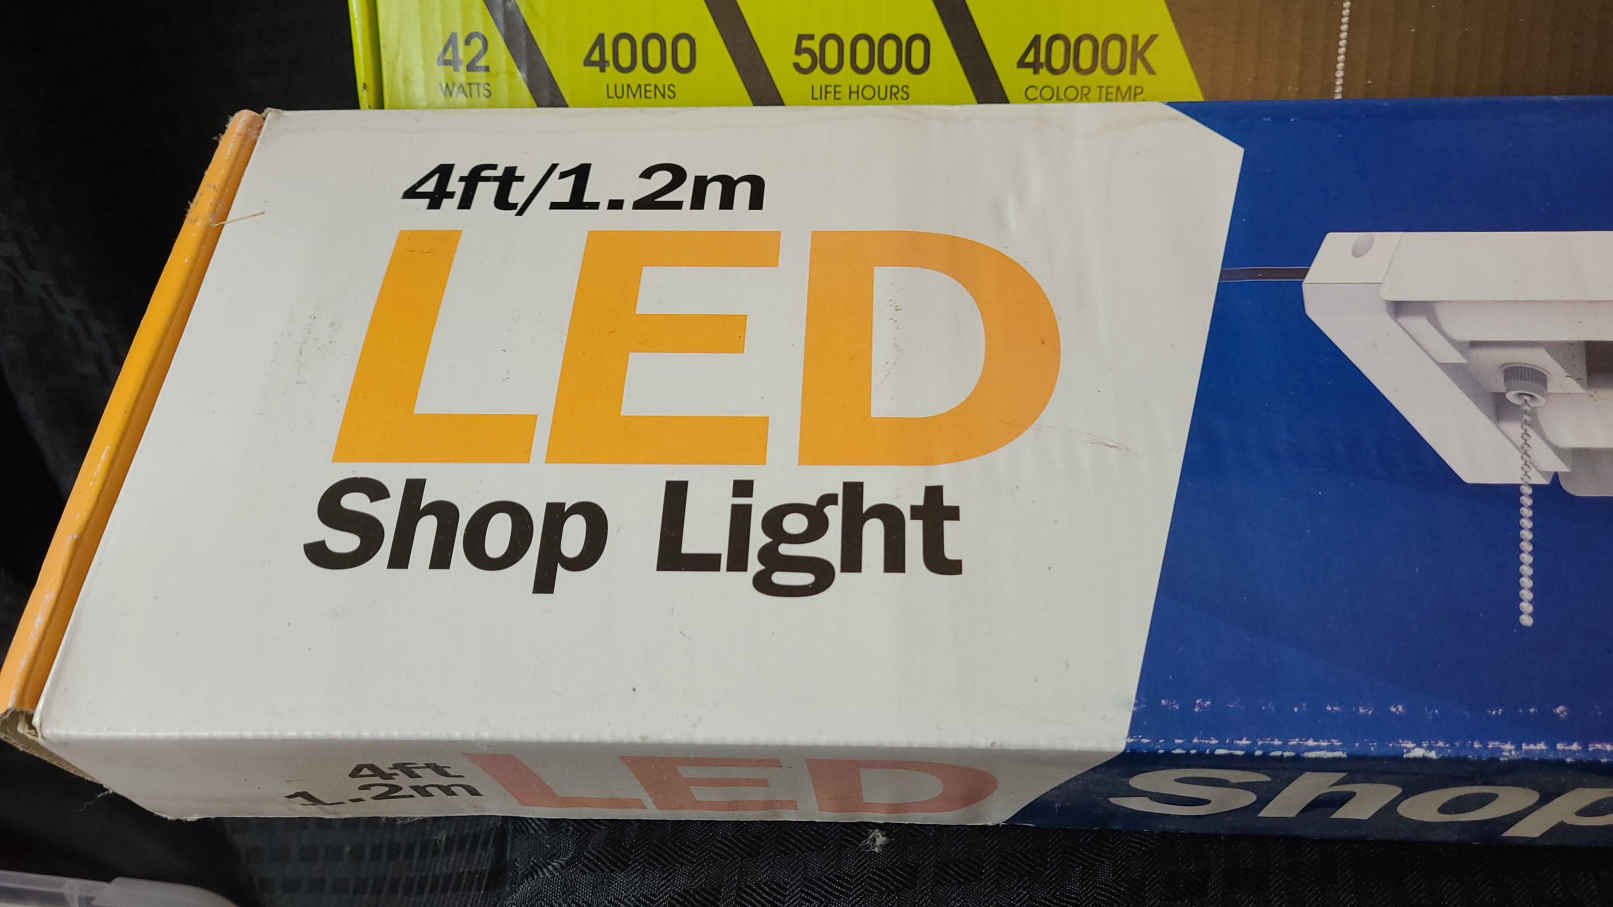 42 4000 50000 4000K
WATTS LUMENS LIFE HOURS COLOR TEMP.
4ft/1.2m
LED
Shop Light
4ft
1.2m
LED
Shop